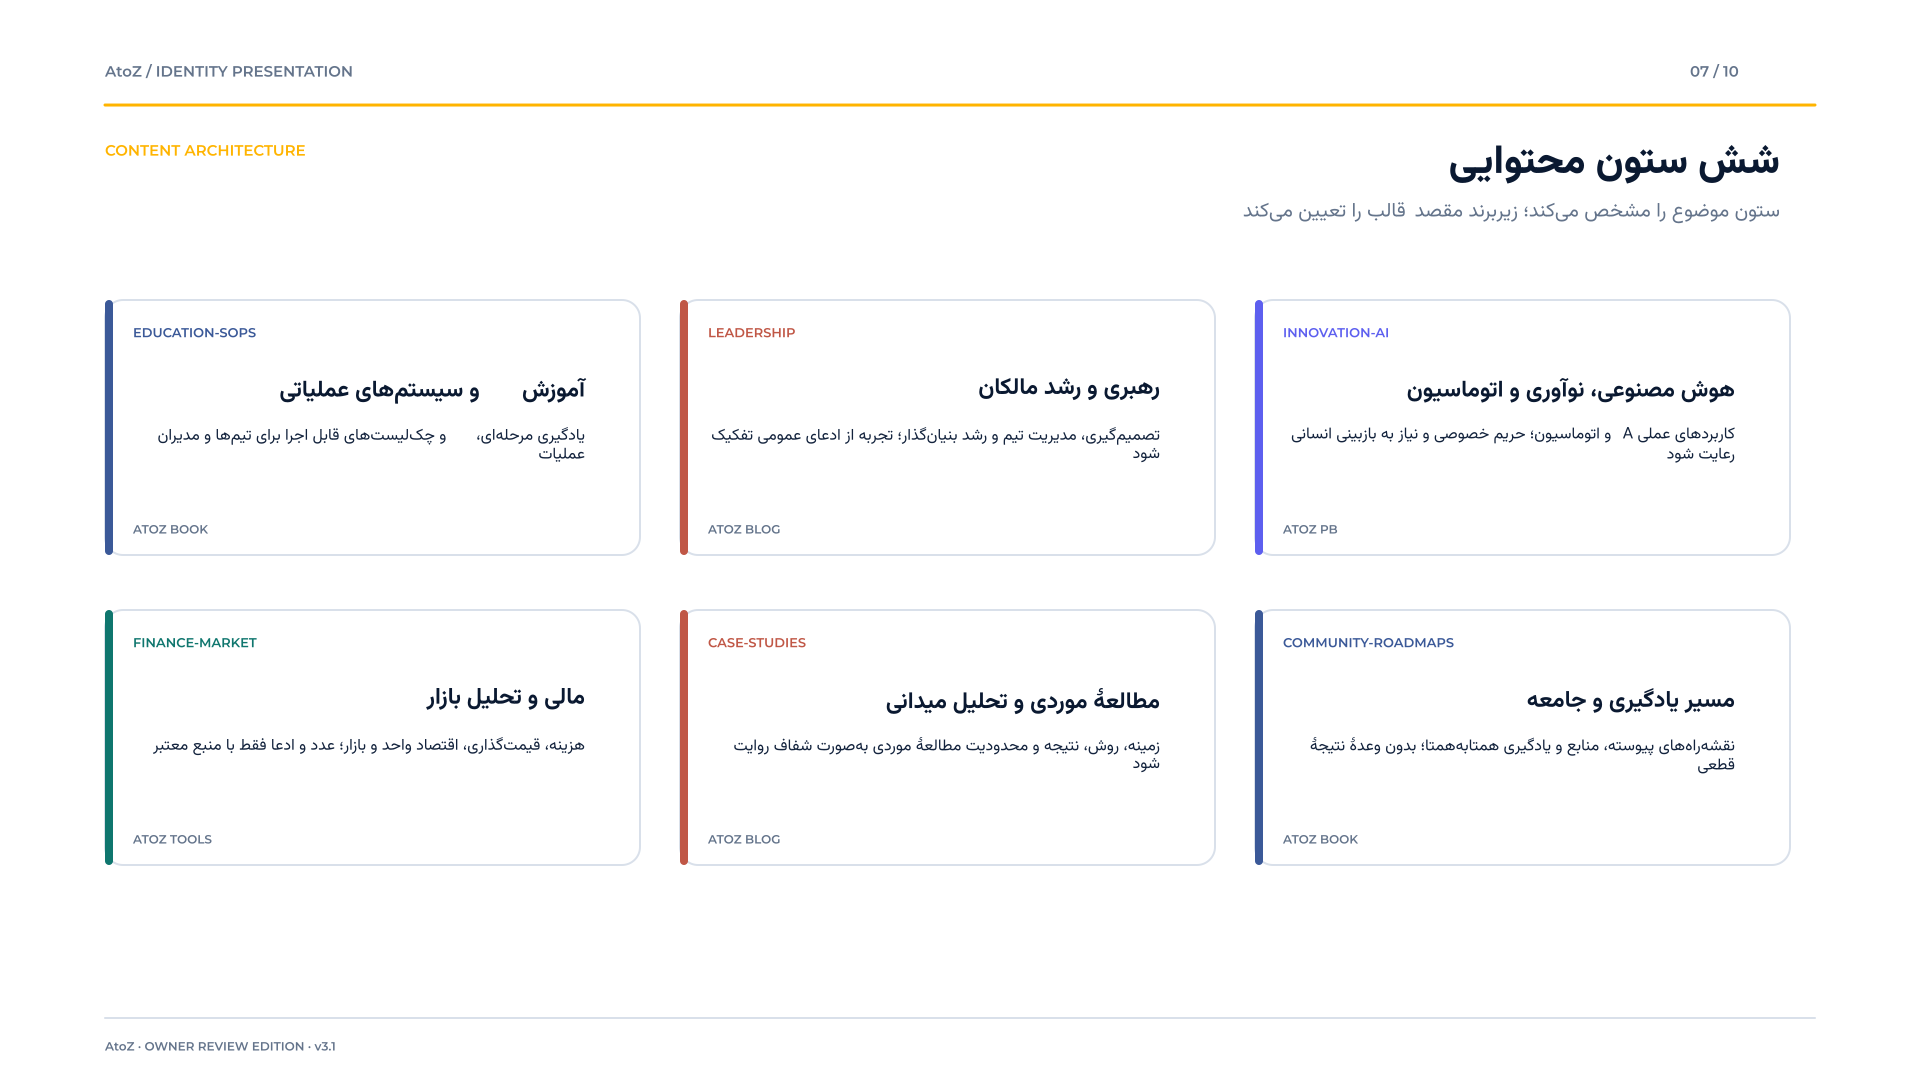 AtoZ / IDENTITY PRESENTATION
07 / 10
CONTENT ARCHITECTURE
شش ستون محتوایی
ستون موضوع را مشخص می‌کند؛ زیربرند مقصد قالب را تعیین می‌کند
EDUCATION-SOPS
آموزش و سیستم‌های عملیاتی
یادگیری مرحله‌ای، و چک‌لیست‌های قابل اجرا برای تیم‌ها و مدیران
عملیات
ATOZ BOOK
LEADERSHIP
رهبری و رشد مالکان
تصمیم‌گیری، مدیریت تیم و رشد بنیان‌گذار؛ تجربه از ادعای عمومی تفکیک
شود
ATOZ BLOG
INNOVATION-AI
هوش مصنوعی، نوآوری و اتوماسیون
کاربردهای عملی A و اتوماسیون؛ حریم خصوصی و نیاز به بازبینی انسانی
رعایت شود
ATOZ PB
FINANCE-MARKET
مالی و تحلیل بازار
هزینه، قیمت‌گذاری، اقتصاد واحد و بازار؛ عدد و ادعا فقط با منبع معتبر
ATOZ TOOLS
CASE-STUDIES
مطالعهٔ موردی و تحلیل میدانی
زمینه، روش، نتیجه و محدودیت مطالعهٔ موردی به‌صورت شفاف روایت
شود
ATOZ BLOG
COMMUNITY-ROADMAPS
مسیر یادگیری و جامعه
نقشه‌راه‌های پیوسته، منابع و یادگیری همتابه‌همتا؛ بدون وعدهٔ نتیجهٔ
قطعی
ATOZ BOOK
AtoZ · OWNER REVIEW EDITION · v3.1